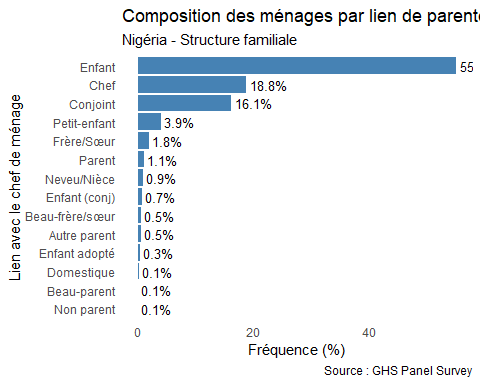 Composition des ménages par lien de parenté
Nigéria - Structure familiale
Lien avec le chef de ménage
Enfant 55
Chef 18.8%
Conjoint 16.1%
Petit-enfant 3.9%
Frère/Sœur 1.8%
Parent 1.1%
Neveu/Nièce 0.9%
Enfant (conj) 0.7%
Beau-frère/sœur 0.5%
Autre parent 0.5%
Enfant adopté 0.3%
Domestique 0.1%
Beau-parent 0.1%
Non parent 0.1%
0 20 40
Fréquence (%)
Source : GHS Panel Survey